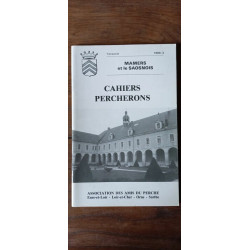 MAMERS
et le SAOSNOIS
CAHIERS
PERCHERONS
ASSOCIATION DES AMIS DU PERCHE
Eure-et-Loir - Loir-et-Cher - Orne - Sarthe